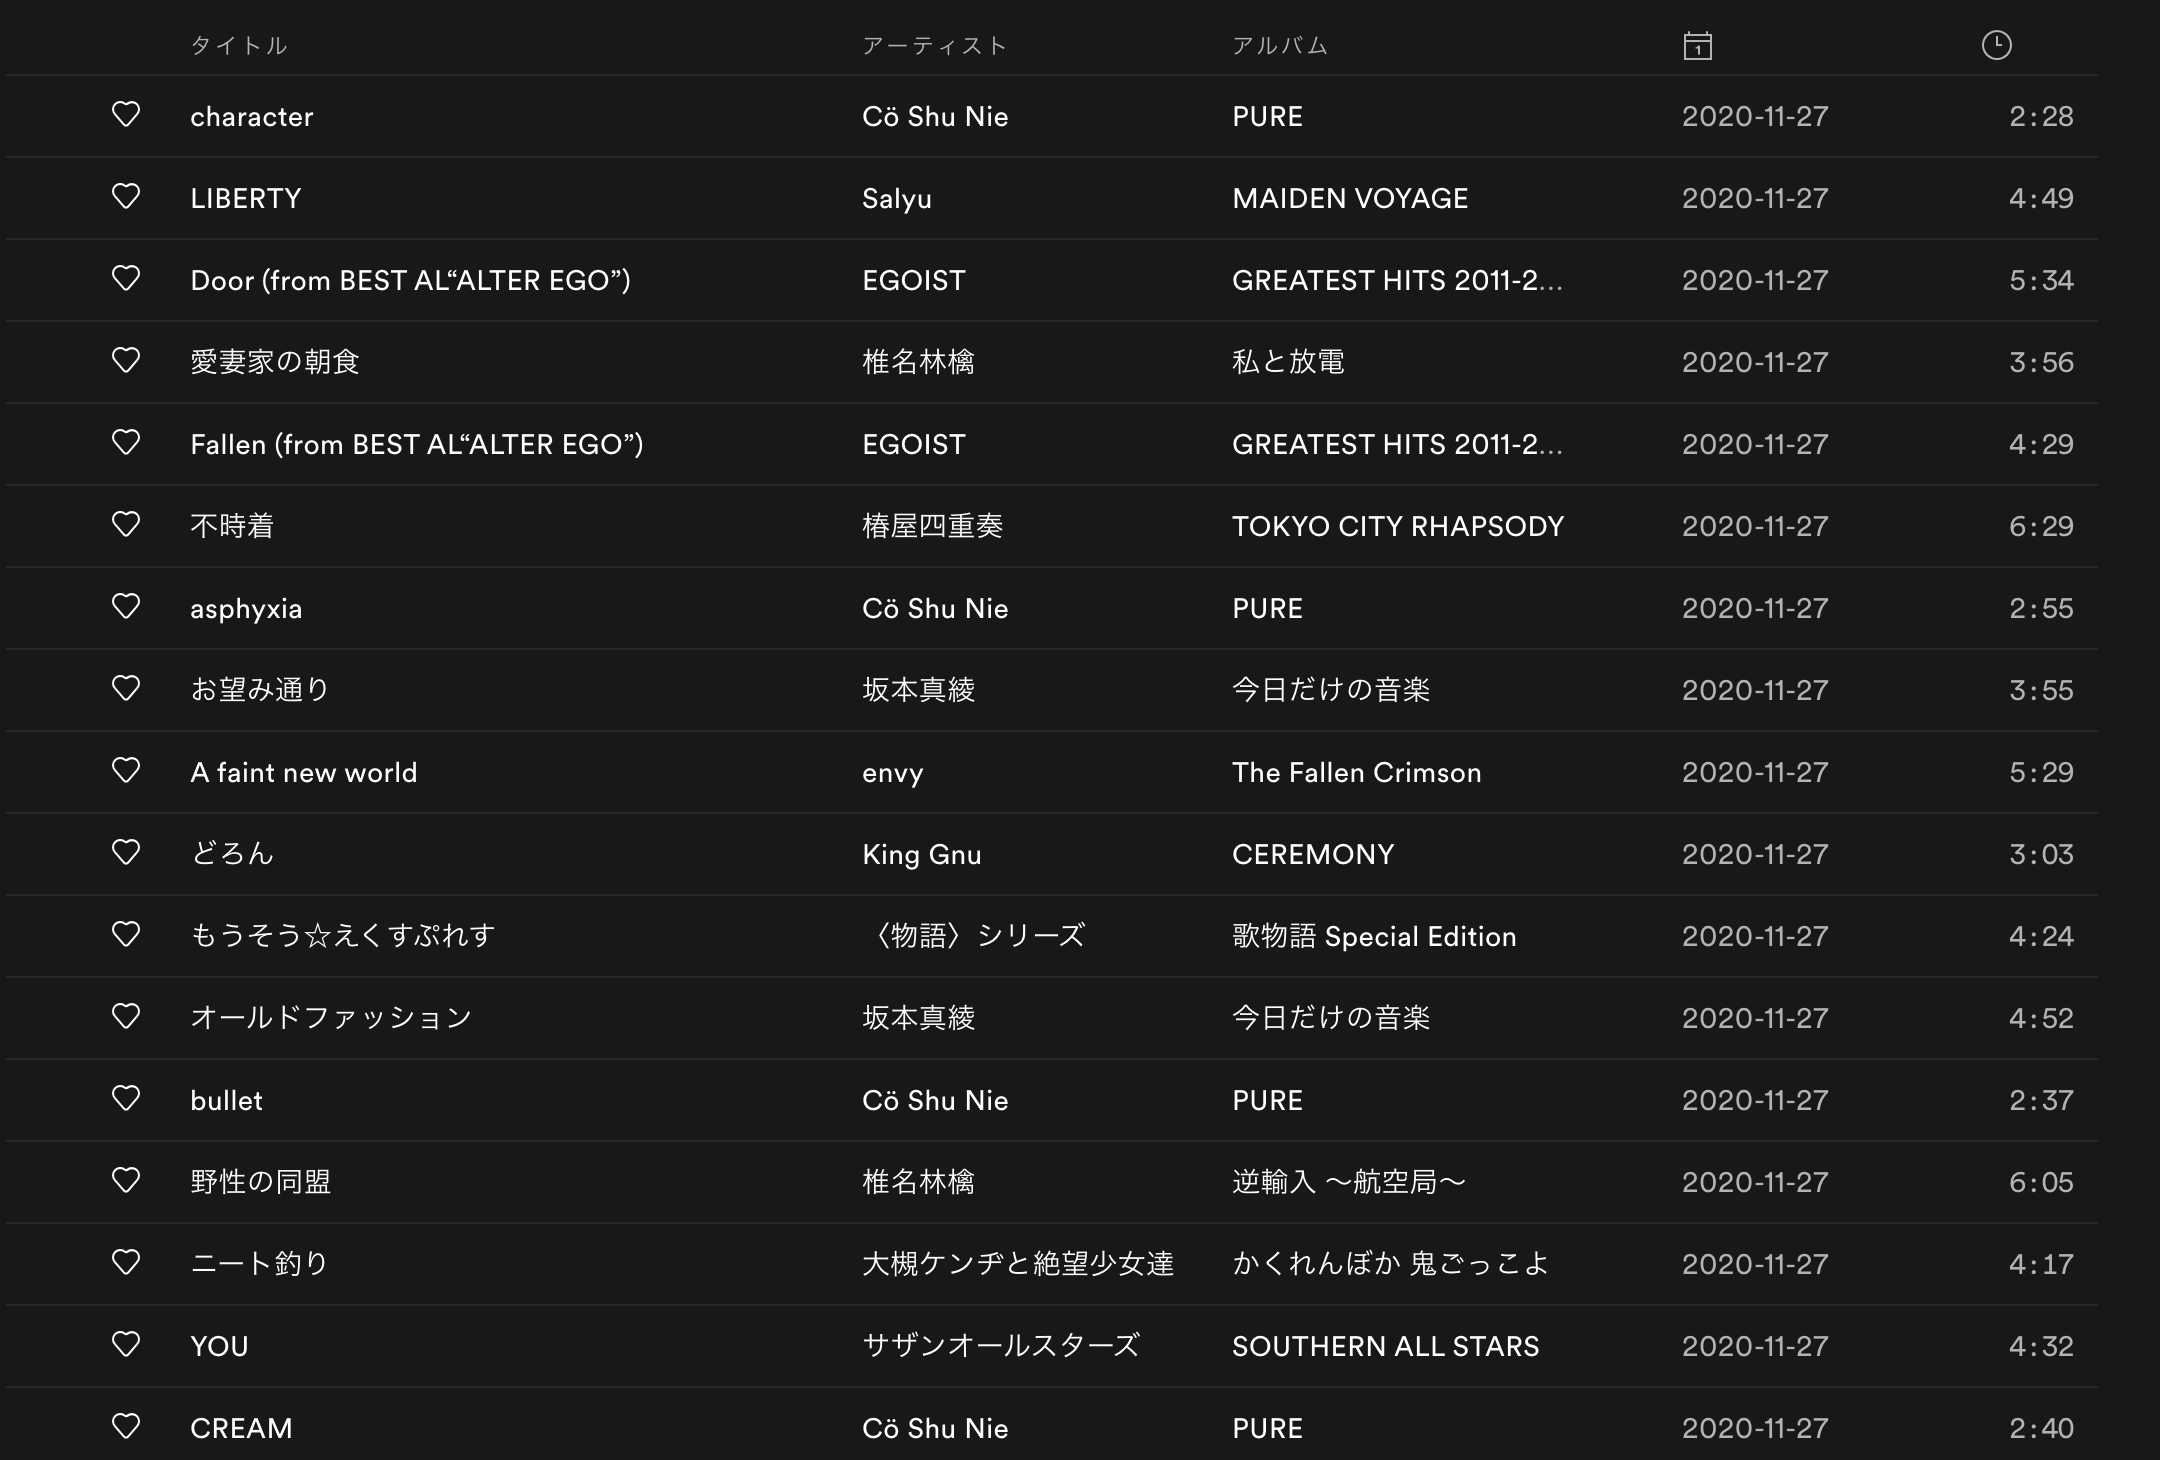 タイトル アーティスト アルバム 1
character Cö Shu Nie PURE 2020-11-27 2:28
LIBERTY Salyu MAIDEN VOYAGE 2020-11-27 4:49
Door (from BEST AL“ALTER EGO”) EGOIST GREATEST HITS 2011-2... 2020-11-27 5:34
愛妻家の朝食 椎名林檎 私と放電 2020-11-27 3:56
Fallen (from BEST AL“ALTER EGO”) EGOIST GREATEST HITS 2011-2... 2020-11-27 4:29
不時着 椿屋四重奏 TOKYO CITY RHAPSODY 2020-11-27 6:29
asphyxia Cö Shu Nie PURE 2020-11-27 2:55
お望み通り 坂本真綾 今日だけの音楽 2020-11-27 3:55
A faint new world envy The Fallen Crimson 2020-11-27 5:29
どろん King Gnu CEREMONY 2020-11-27 3:03
もうそう☆えくすぷれす 〈物語〉シリーズ 歌物語 Special Edition 2020-11-27 4:24
オールドファッション 坂本真綾 今日だけの音楽 2020-11-27 4:52
bullet Cö Shu Nie PURE 2020-11-27 2:37
野性の同盟 椎名林檎 逆輸入 〜航空局〜 2020-11-27 6:05
ニート釣り 大槻ケンヂと絶望少女達 かくれんぼか 鬼ごっこよ 2020-11-27 4:17
YOU サザンオールスターズ SOUTHERN ALL STARS 2020-11-27 4:32
CREAM Cö Shu Nie PURE 2020-11-27 2:40